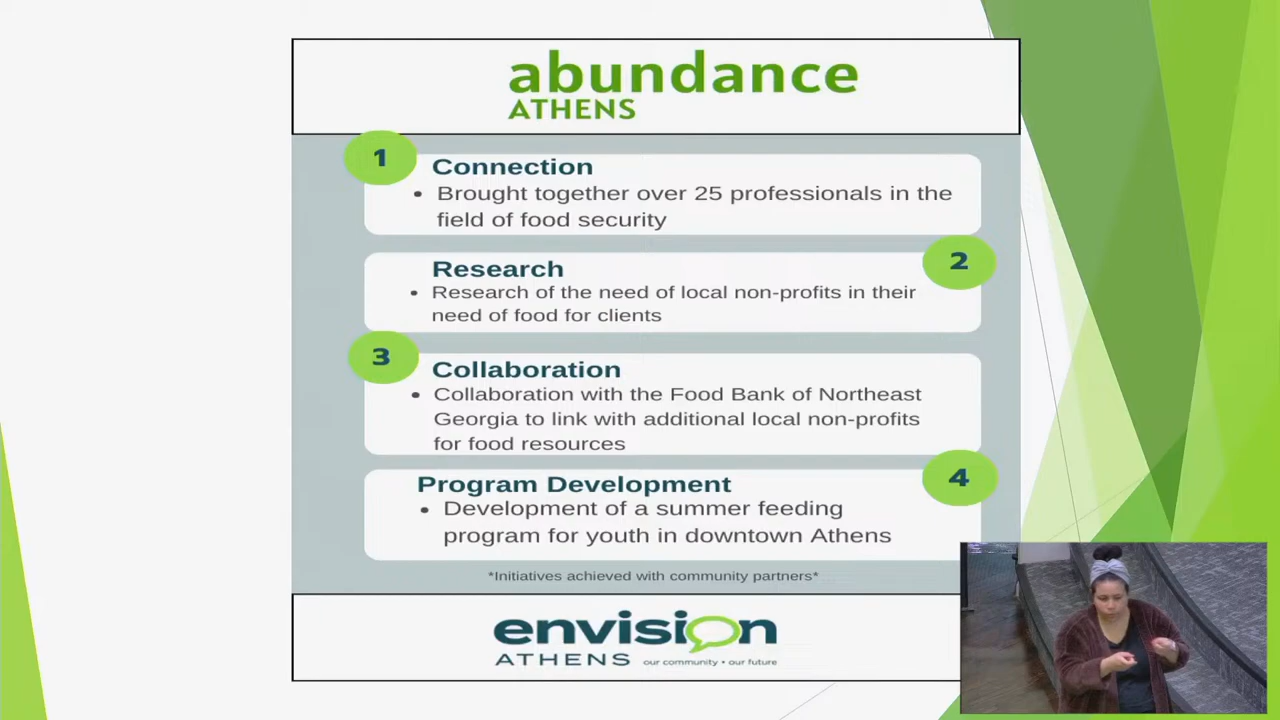 abundance
ATHENS
1
Connection
• Brought together over 25 professionals in the
field of food security
2
Research
• Research of the need of local non-profits in their
need of food for clients
3
Collaboration
• Collaboration with the Food Bank of Northeast
Georgia to link with additional local non-profits
for food resources
4
Program Development
• Development of a summer feeding
program for youth in downtown Athens
*Initiatives achieved with community partners*
envision
ATHENS our community • our future